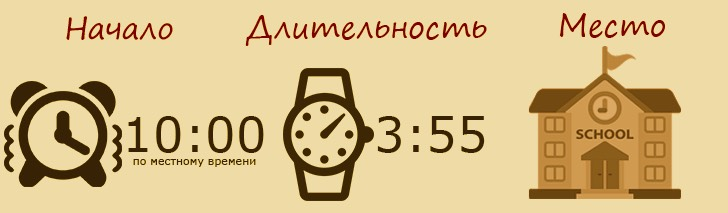 Начало Длительность Место
10:00 3:55
по местному времени
SCHOOL